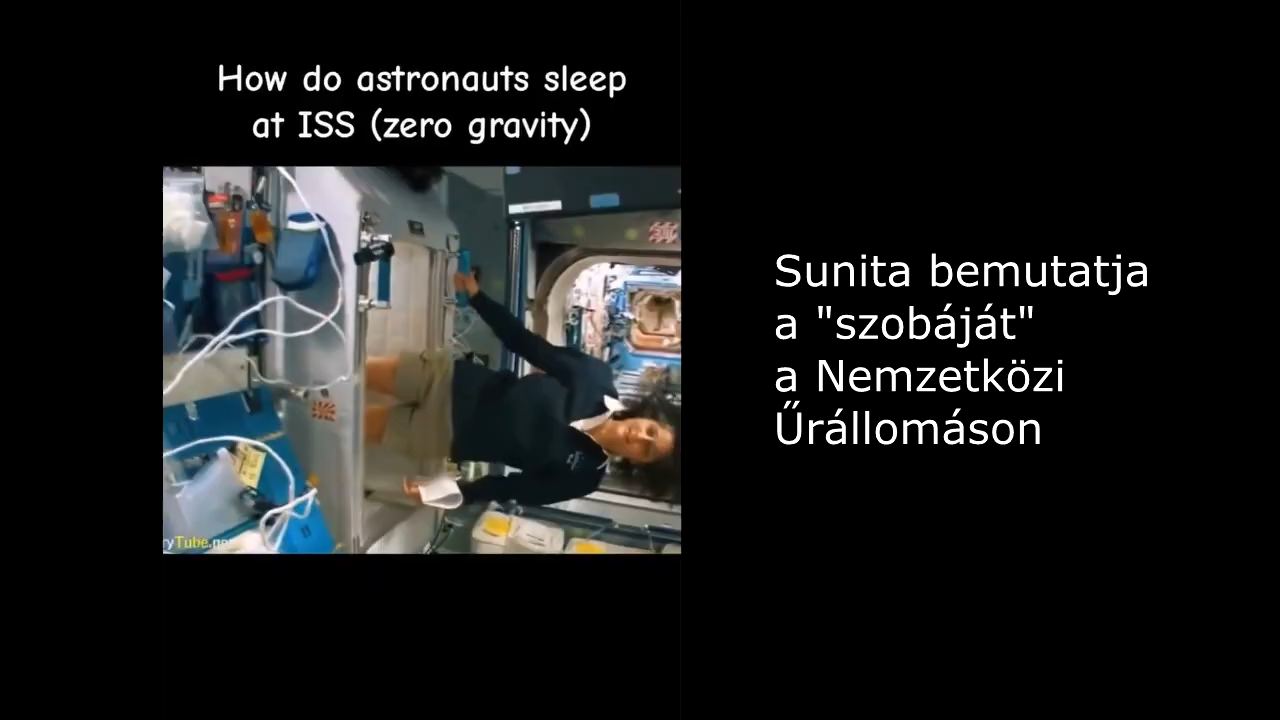 How do astronauts sleep
at ISS (zero gravity)
Sunita bemutatja
a "szobáját"
a Nemzetközi
Űrállomáson